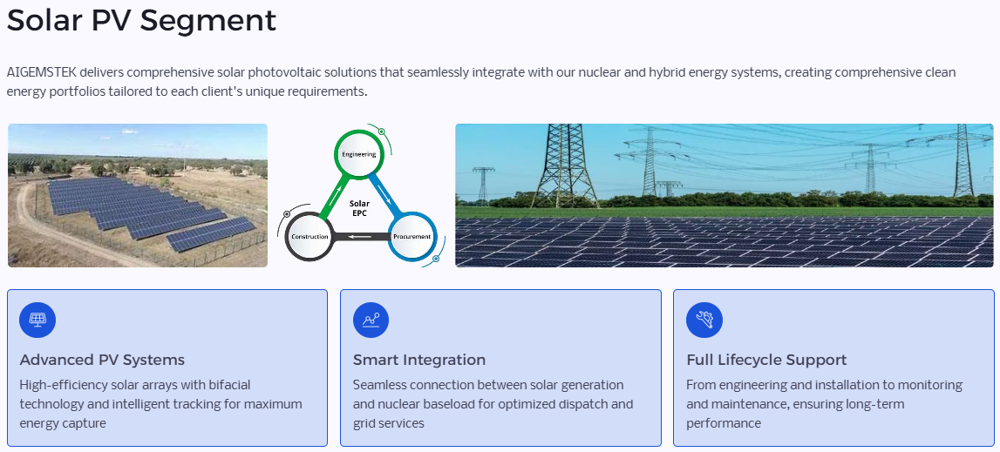 Solar PV Segment
AIGEMSTEK delivers comprehensive solar photovoltaic solutions that seamlessly integrate with our nuclear and hybrid energy systems, creating comprehensive clean
energy portfolios tailored to each client's unique requirements.
Engineering
Solar
EPC
Construction
Procurement
Advanced PV Systems
High-efficiency solar arrays with bifacial
technology and intelligent tracking for maximum
energy capture
Smart Integration
Seamless connection between solar generation
and nuclear baseload for optimized dispatch and
grid services
Full Lifecycle Support
From engineering and installation to monitoring
and maintenance, ensuring long-term
performance